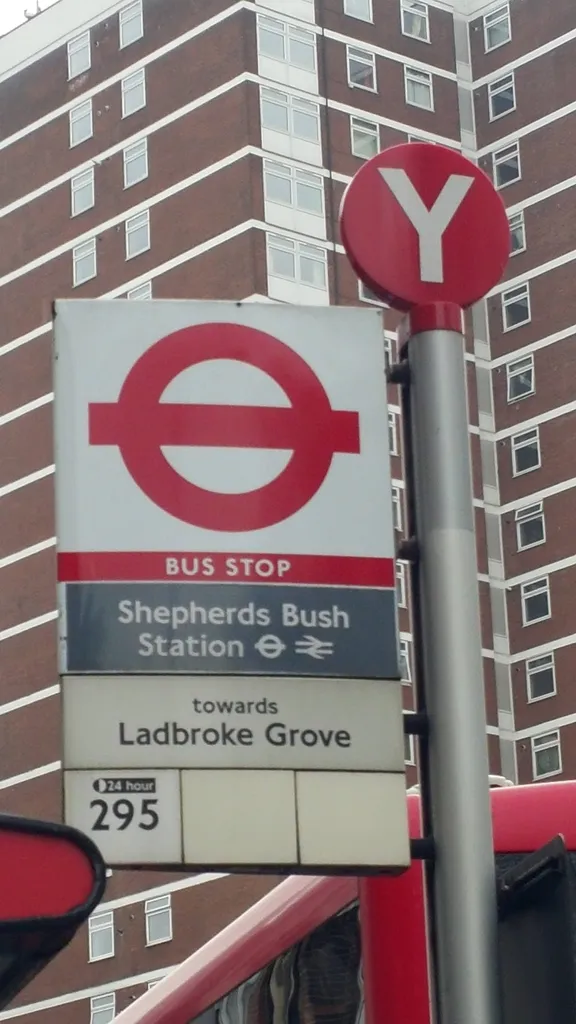 Y
BUS STOP
Shepherds Bush
Station
towards
Ladbroke Grove
24 hour
295